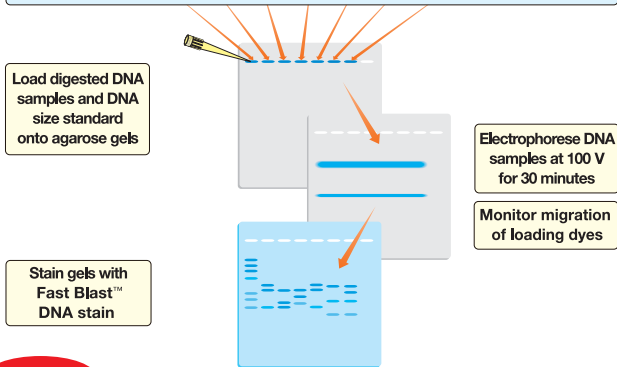 Load digested DNA
samples and DNA
size standard
onto agarose gels
Electrophorese DNA
samples at 100 V
for 30 minutes
Monitor migration
of loading dyes
Stain gels with
Fast Blast™
DNA stain